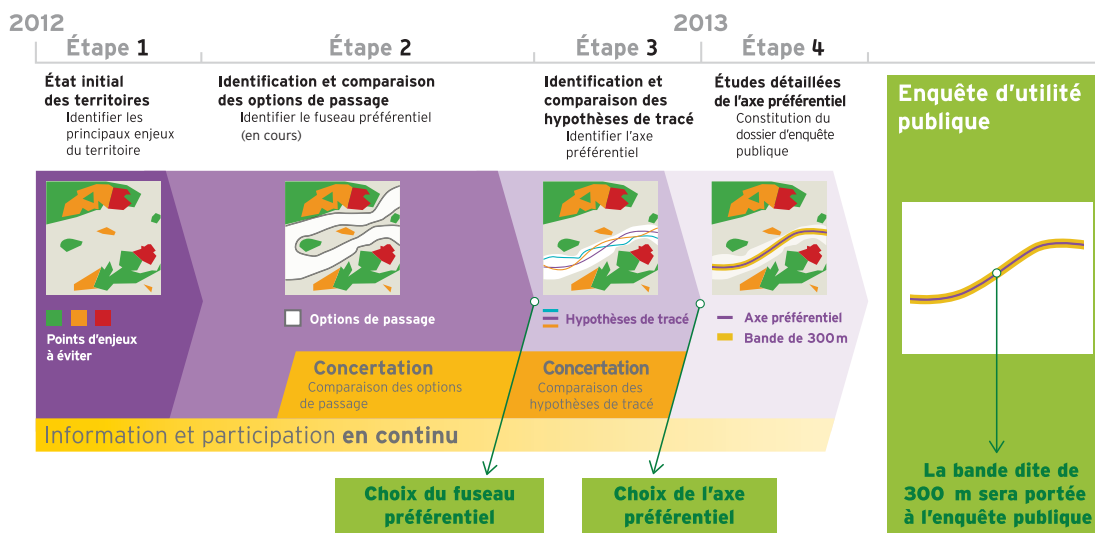 2012
Étape 1
Étape 2
Étape 3
2013
Étape 4
État initial
des territoires
Identifier les
principaux enjeux
du territoire
Identification et comparaison
des options de passage
Identifier le fuseau préférentiel
(en cours)
Identification et
comparaison des
hypothèses de tracé
Identifier l'axe
préférentiel
Études détaillées
de l'axe préférentiel
Constitution du
dossier d'enquête
publique
Enquête d'utilité
publique
Points d'enjeux
à éviter
Options de passage
Hypothèses de tracé
Axe préférentiel
Bande de 300 m
Concertation
Comparaison des options
de passage
Concertation
Comparaison des
hypothèses de tracé
Information et participation en continu
Choix du fuseau
préférentiel
Choix de l'axe
préférentiel
La bande dite de
300 m sera portée
à l'enquête publique